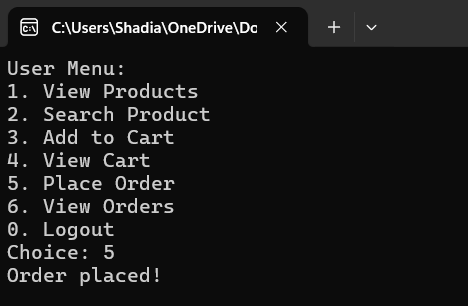 C:\Users\Shadia\OneDrive\Do
User Menu:
1. View Products
2. Search Product
3. Add to Cart
4. View Cart
5. Place Order
6. View Orders
0. Logout
Choice: 5
Order placed!